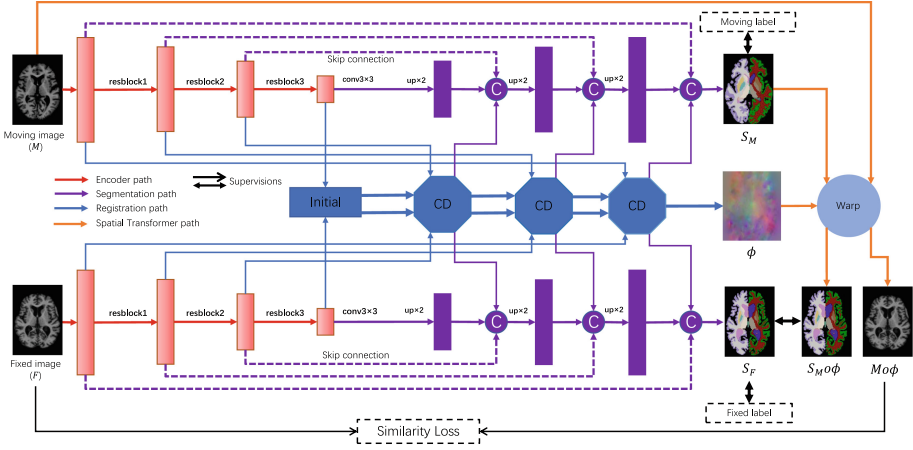 Moving label
Skip connection
resblock1
resblock2
resblock3
conv3×3
up×2
C
up×2
C
up×2
C
Moving image
(M)
S_M
Encoder path
Segmentation path
Registration path
Spatial Transformer path
Supervisions
Initial
CD
CD
CD
ϕ
Warp
resblock1
resblock2
resblock3
conv3×3
up×2
C
up×2
C
up×2
C
Skip connection
Fixed image
(F)
S_F
S_Moϕ
Moϕ
Fixed label
Similarity Loss